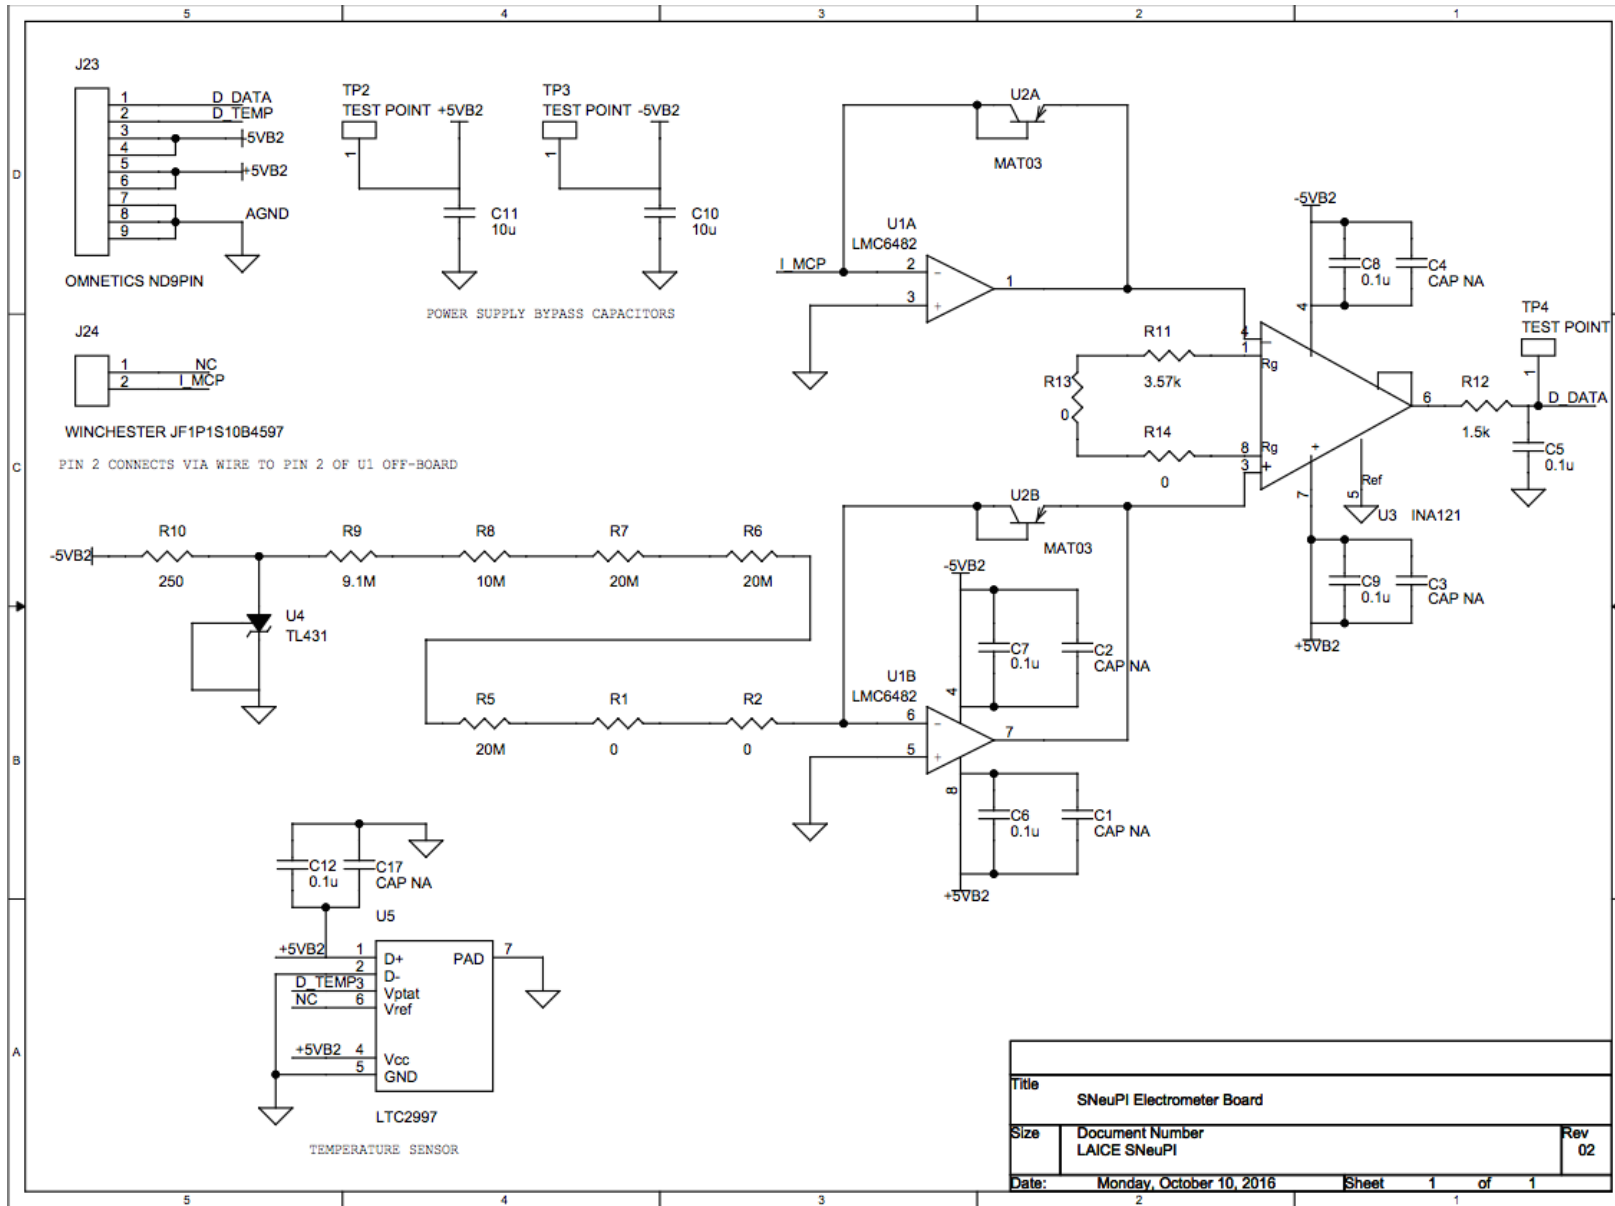 5
4
3
2
1
D
C
B
A
J23
1 D_DATA
2 D_TEMP
3 -5VB2
4
5 +5VB2
6
7
8 AGND
9
OMNETICS ND9PIN
J24
1 NC
2 I_MCP
WINCHESTER JF1P1S10B4597
PIN 2 CONNECTS VIA WIRE TO PIN 2 OF U1 OFF-BOARD
TP2
TEST POINT +5VB2
1
C11
10u
TP3
TEST POINT -5VB2
1
C10
10u
POWER SUPPLY BYPASS CAPACITORS
U2A
MAT03
U1A
LMC6482
I_MCP
2
3
1
-
+
R11
3.57k
R13
0
R14
0
-5VB2
C8
0.1u
C4
CAP NA
4
4
1
Rg
8
Rg
3
-
+
+
6
7
5
Ref
U3 INA121
R12
1.5k
TP4
TEST POINT
1
D_DATA
C5
0.1u
C9
0.1u
C3
CAP NA
+5VB2
-5VB2
R10
250
R9
9.1M
R8
10M
R7
20M
R6
20M
U4
TL431
R5
20M
R1
0
R2
0
U2B
MAT03
-5VB2
C7
0.1u
C2
CAP NA
U1B
LMC6482
4
6
5
7
8
-
+
C6
0.1u
C1
CAP NA
+5VB2
C12
0.1u
C17
CAP NA
U5
+5VB2 1 D+
2 D-
D_TEMP 3 Vptat
NC 6 Vref
+5VB2 4 Vcc
5 GND
PAD 7
LTC2997
TEMPERATURE SENSOR
Title
SNeuPI Electrometer Board
Size
Document Number
LAICE SNeuPI
Rev
02
Date: Monday, October 10, 2016 Sheet 1 of 1
5
4
3
2
1